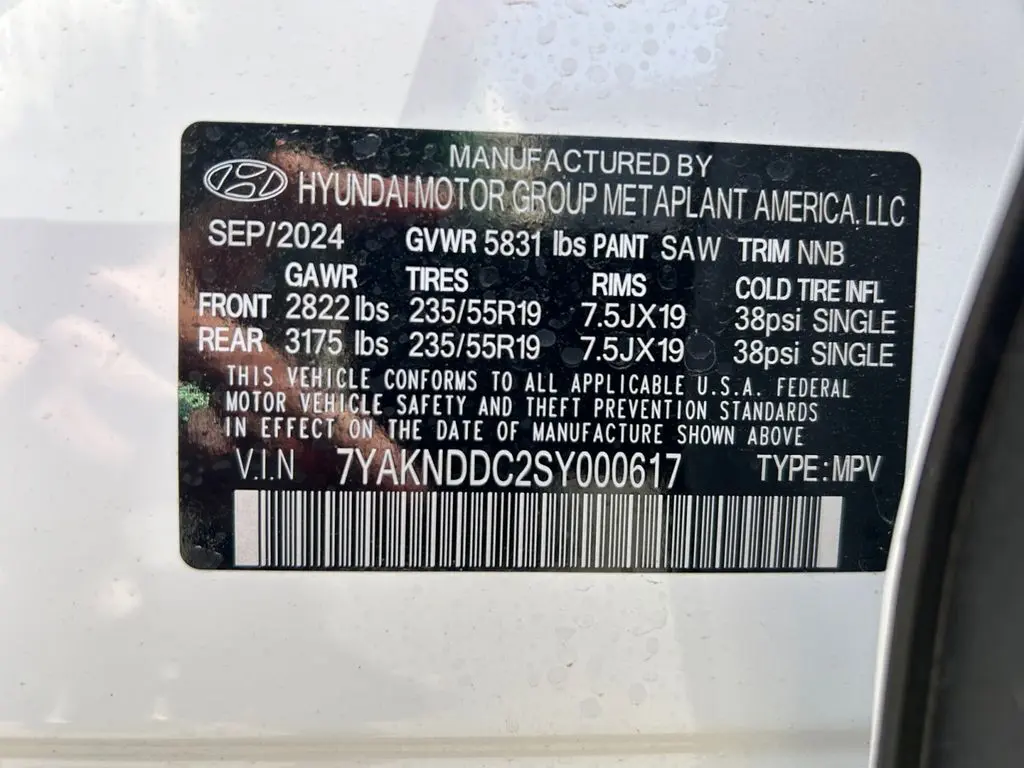 MANUFACTURED BY
HYUNDAI MOTOR GROUP METAPLANT AMERICA, LLC
SEP/2024 GVWR 5831 lbs PAINT SAW TRIM NNB
GAWR TIRES RIMS COLD TIRE INFL
FRONT 2822 lbs 235/55R19 7.5JX19 38psi SINGLE
REAR 3175 lbs 235/55R19 7.5JX19 38psi SINGLE
THIS VEHICLE CONFORMS TO ALL APPLICABLE U.S.A. FEDERAL
MOTOR VEHICLE SAFETY AND THEFT PREVENTION STANDARDS
IN EFFECT ON THE DATE OF MANUFACTURE SHOWN ABOVE
V.I.N 7YAKNDDC2SY000617 TYPE:MPV